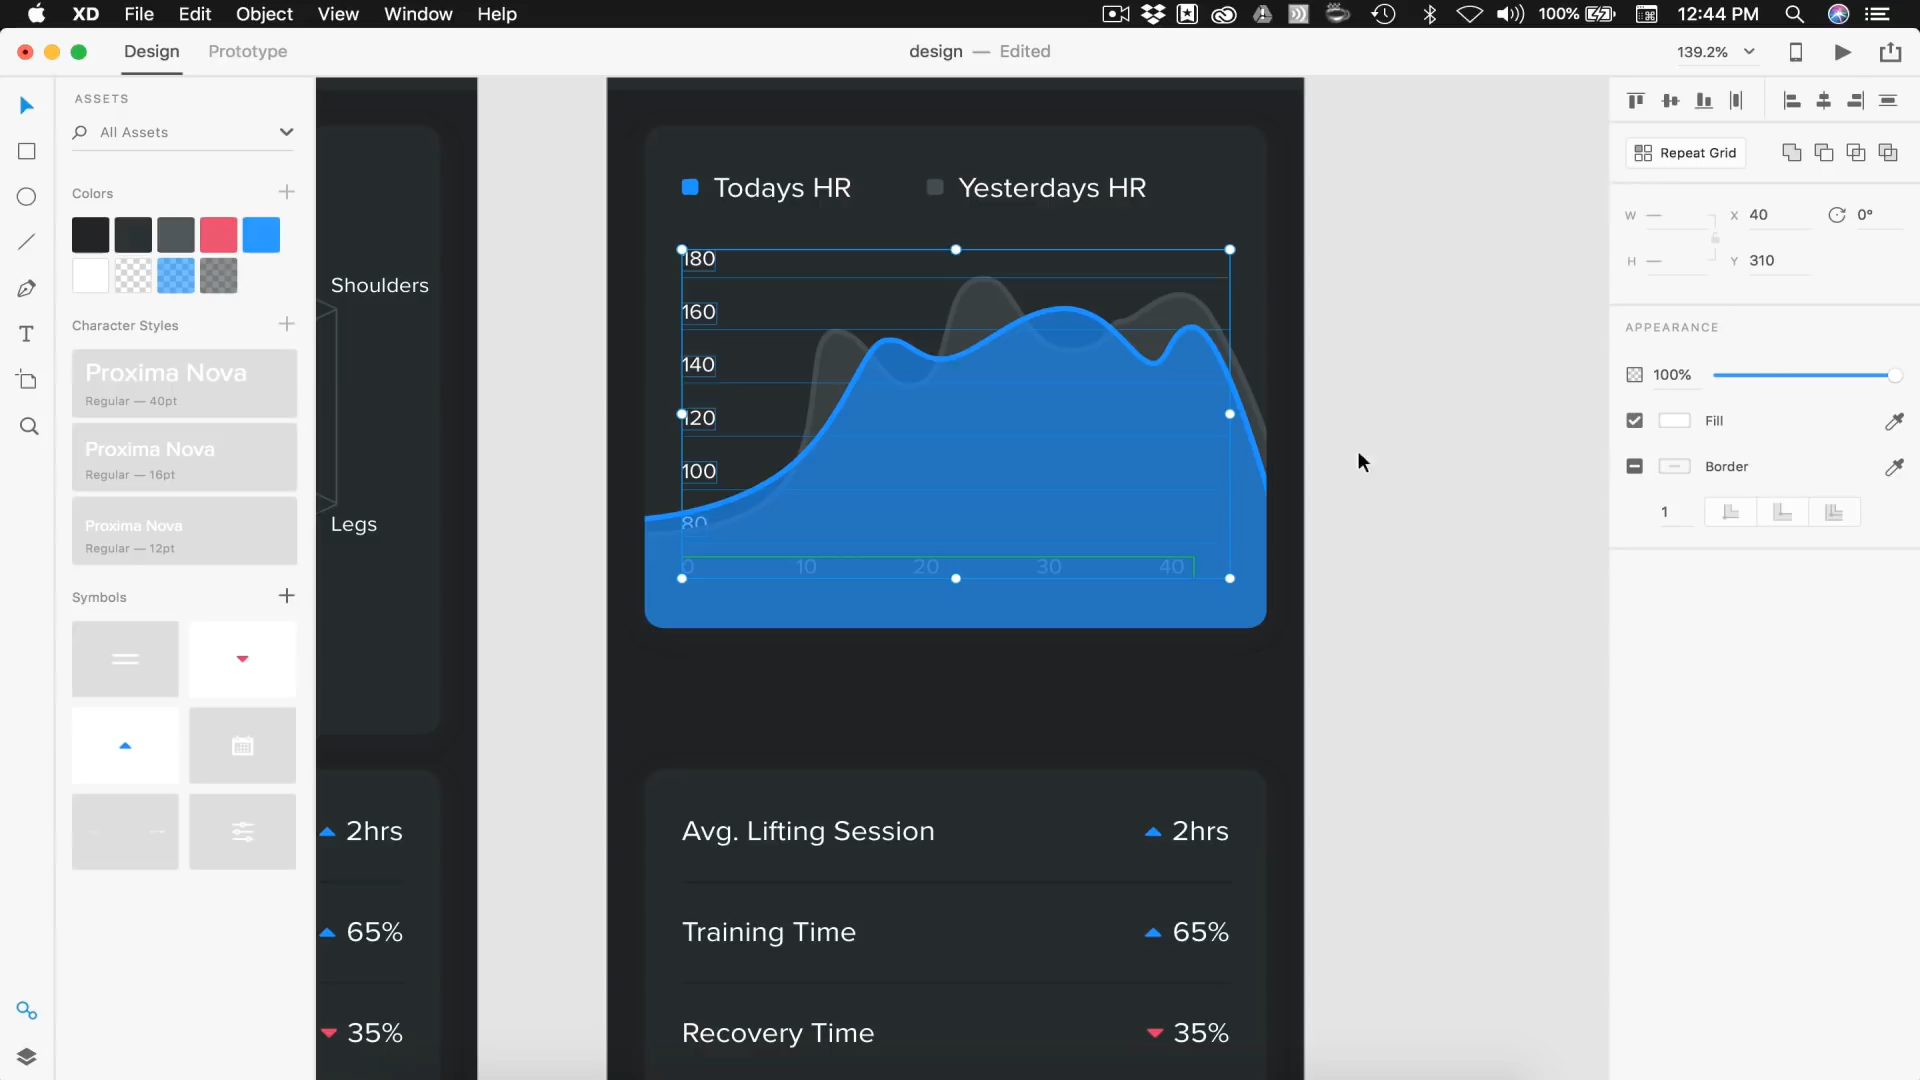 XD File Edit Object View Window Help 100% 12:44 PM
Design Prototype design — Edited 139.2%
ASSETS
All Assets
Colors
Character Styles
Proxima Nova
Regular — 40pt
Proxima Nova
Regular — 16pt
Proxima Nova
Regular — 12pt
Symbols
Shoulders
Legs
2hrs
65%
35%
Todays HR Yesterdays HR
180
160
140
120
100
80
0 10 20 30 40
Avg. Lifting Session 2hrs
Training Time 65%
Recovery Time 35%
Repeat Grid
W — X 40 0°
H — Y 310
APPEARANCE
100%
Fill
Border
1